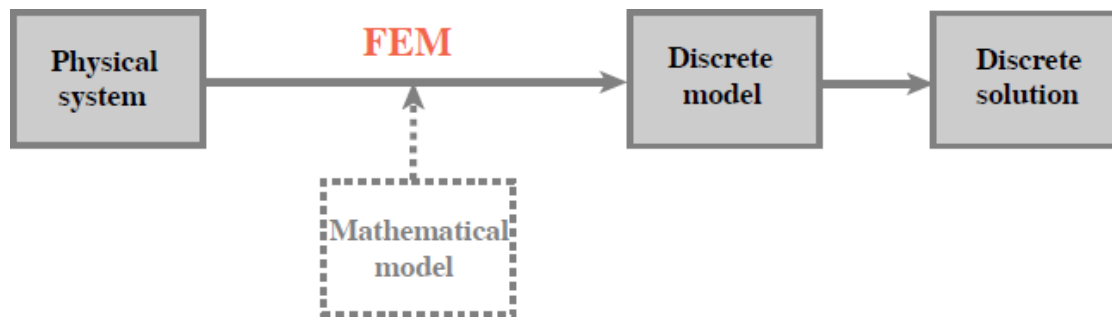 FEM
Physical
system
Discrete
model
Discrete
solution
Mathematical
model